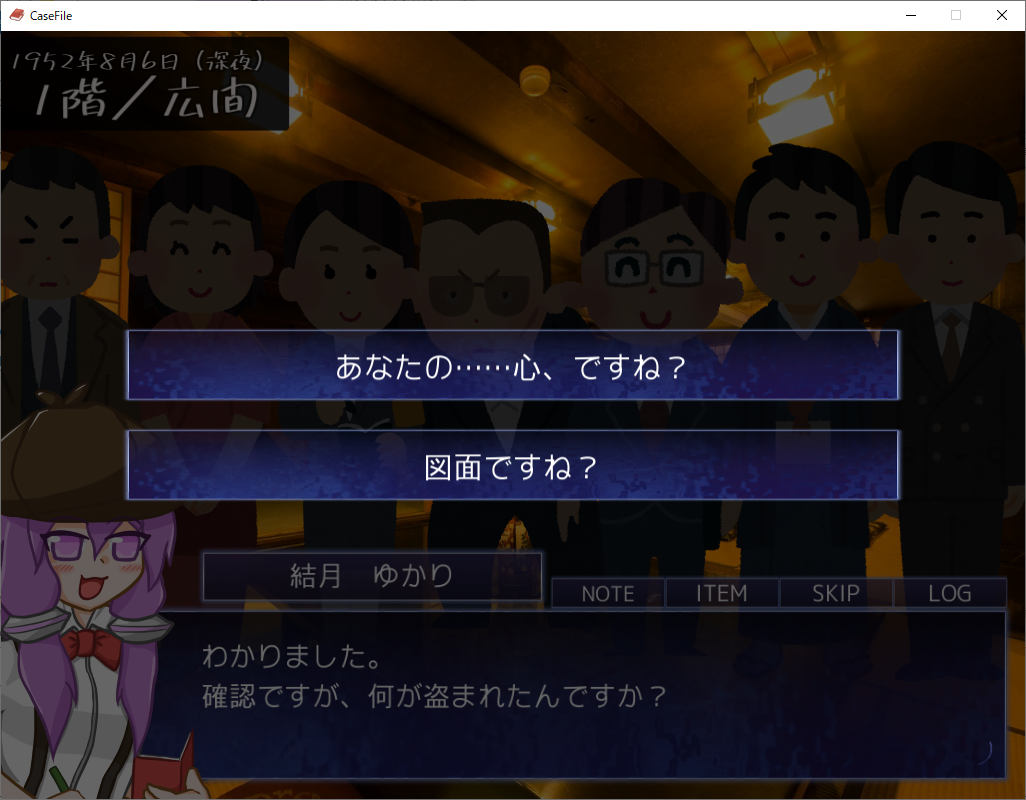 CaseFile
1952年8月6日（深夜）
1階／広間
あなたの……心、ですね？
図面ですね？
結月　ゆかり
NOTE
ITEM
SKIP
LOG
わかりました。
確認ですが、何が盗まれたんですか？